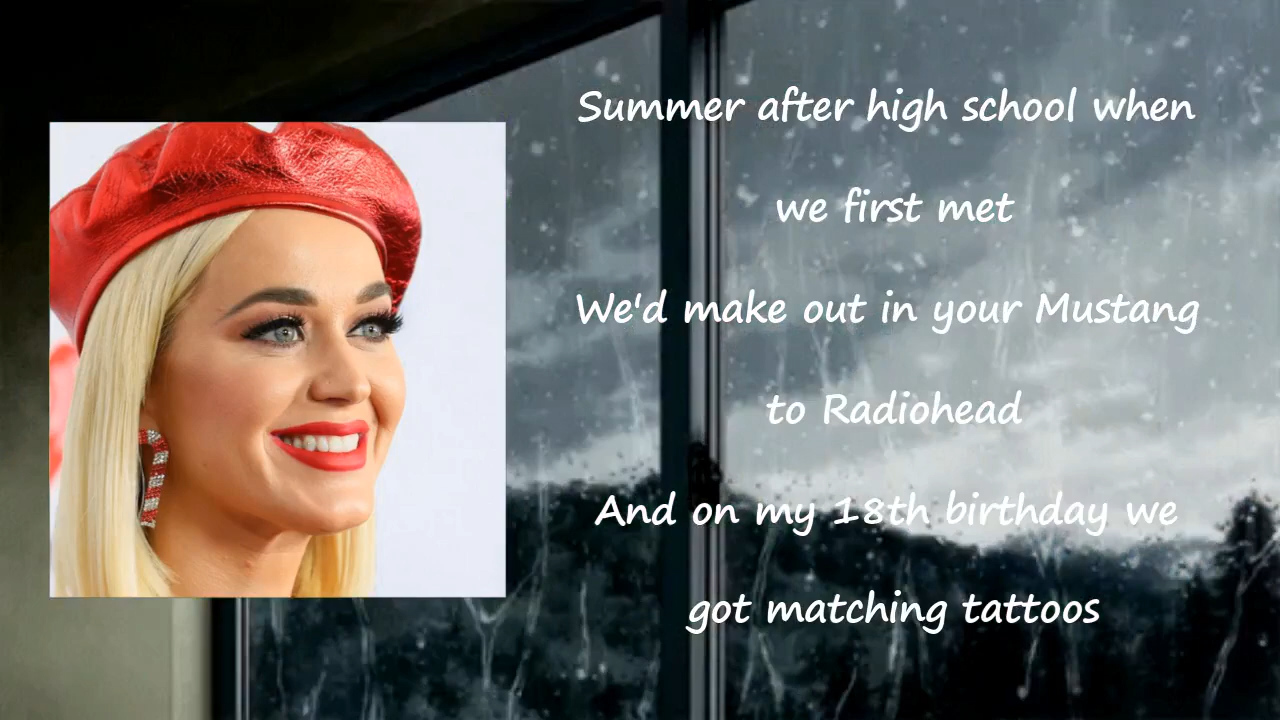 Summer after high school when
we first met
We'd make out in your Mustang
to Radiohead
And on my 18th birthday we
got matching tattoos